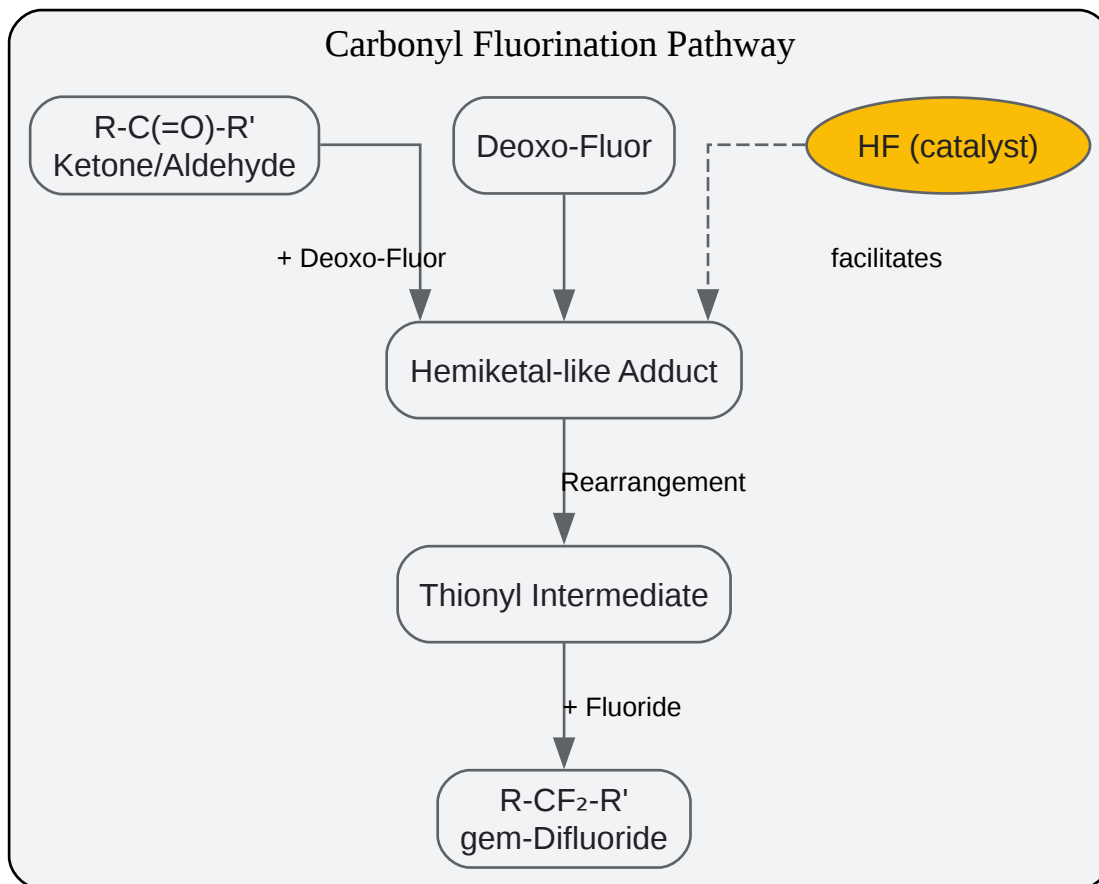 Carbonyl Fluorination Pathway
R-C(=O)-R'
Ketone/Aldehyde
Deoxo-Fluor
HF (catalyst)
+ Deoxo-Fluor
facilitates
Hemiketal-like Adduct
Rearrangement
Thionyl Intermediate
+ Fluoride
R-CF₂-R'
gem-Difluoride